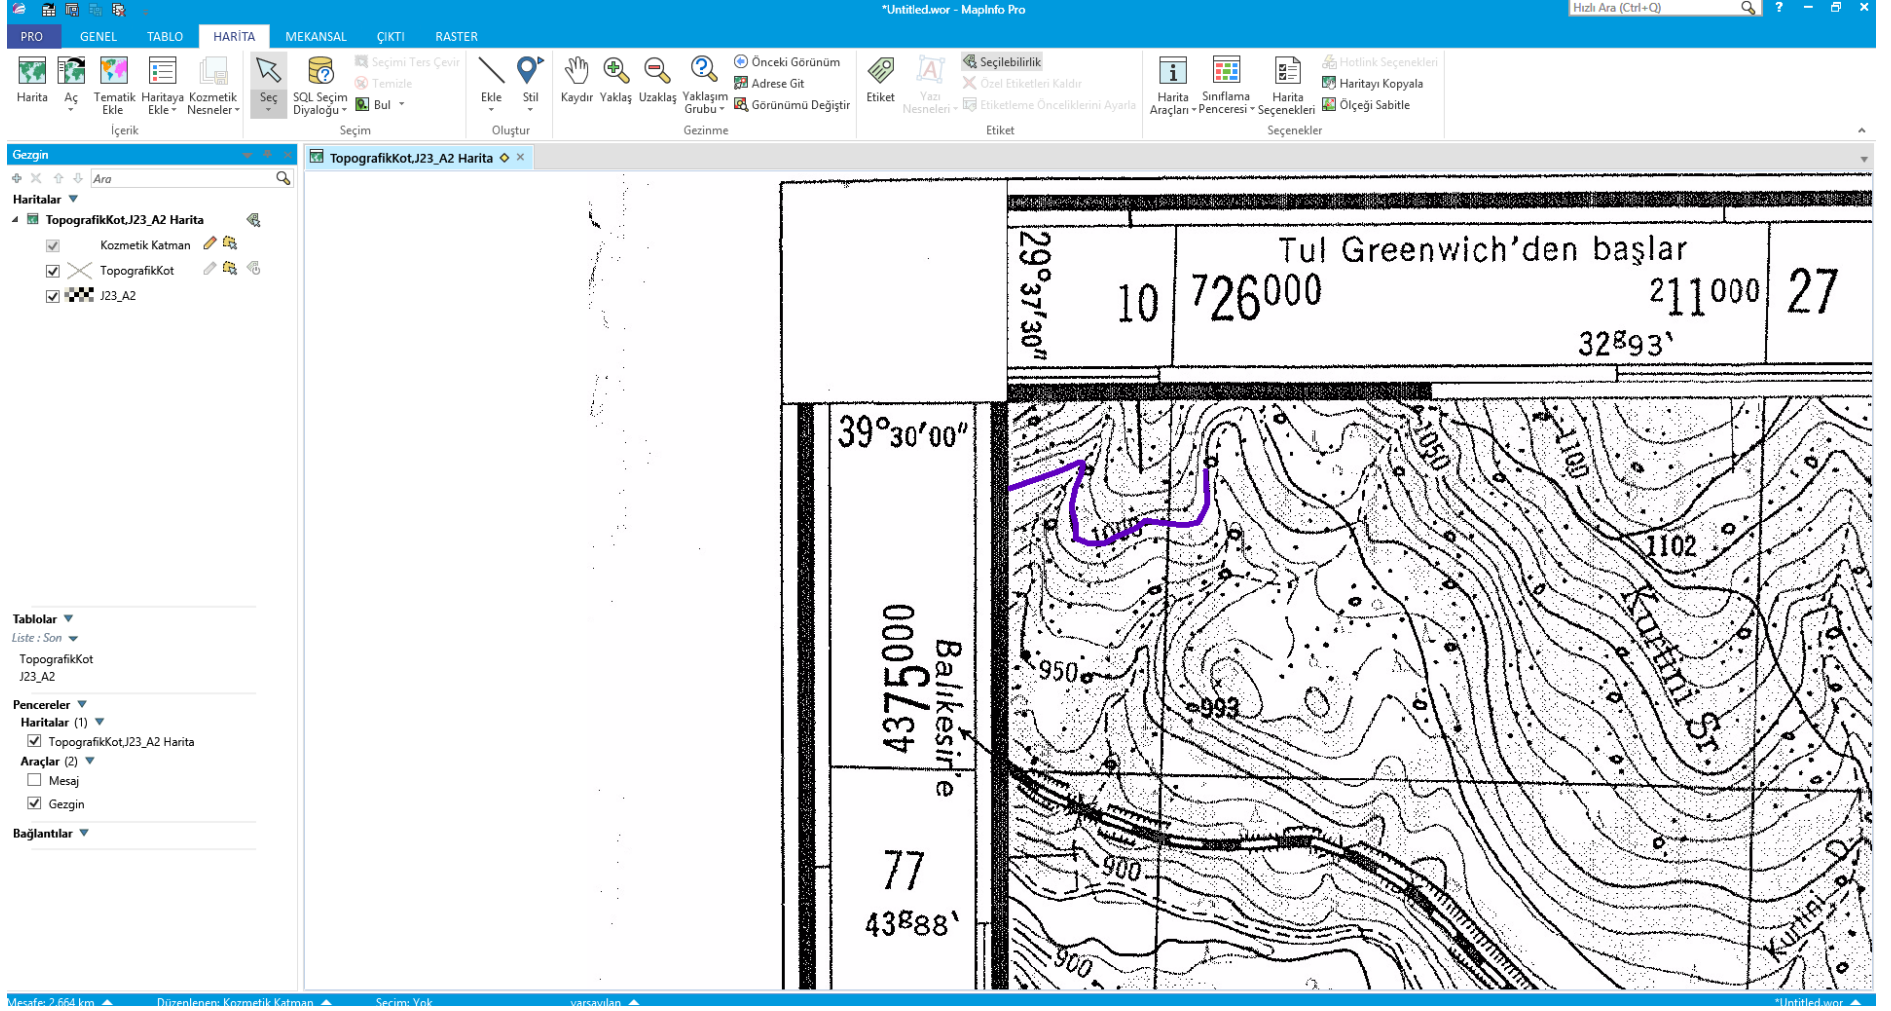 *Untitled.wor - MapInfo Pro
Hızlı Ara (Ctrl+Q)
PRO GENEL TABLO HARİTA MEKANSAL ÇIKTI RASTER
Harita
Aç
Tematik Ekle
Haritaya Ekle
Kozmetik Nesneler
İçerik
Seç
SQL Seçim Diyaloğu
Seçimi Ters Çevir
Temizle
Bul
Seçim
Ekle
Stil
Oluştur
Kaydır
Yaklaş
Uzaklaş
Yaklaşım Grubu
Önceki Görünüm
Adrese Git
Görünümü Değiştir
Gezinme
Etiket
Yazı Nesneleri
Seçilebilirlik
Özel Etiketleri Kaldır
Etiketleme Önceliklerini Ayarla
Etiket
Harita Araçları
Sınıflama Penceresi
Harita Seçenekleri
Hotlink Seçenekleri
Haritayı Kopyala
Ölçeği Sabitle
Seçenekler
Gezgin
Ara
Haritalar
TopografikKot,J23_A2 Harita
Kozmetik Katman
TopografikKot
J23_A2
Tablolar
Liste : Son
TopografikKot
J23_A2
Pencereler
Haritalar (1)
TopografikKot,J23_A2 Harita
Araçlar (2)
Mesaj
Gezgin
Bağlantılar
TopografikKot,J23_A2 Harita
29°37'30"
Tul Greenwich'den başlar
10
726000
211000
27
32g93`
39°30'00"
4375000
Balıkesir'e
77
43g88`
1050
1100
1000
1102
950
993
Kurtini Sr
900
900
Kurtini D
Mesafe: 2,664 km
Düzenlenen: Kozmetik Katman
Seçim: Yok
varsayılan
*Untitled.wor